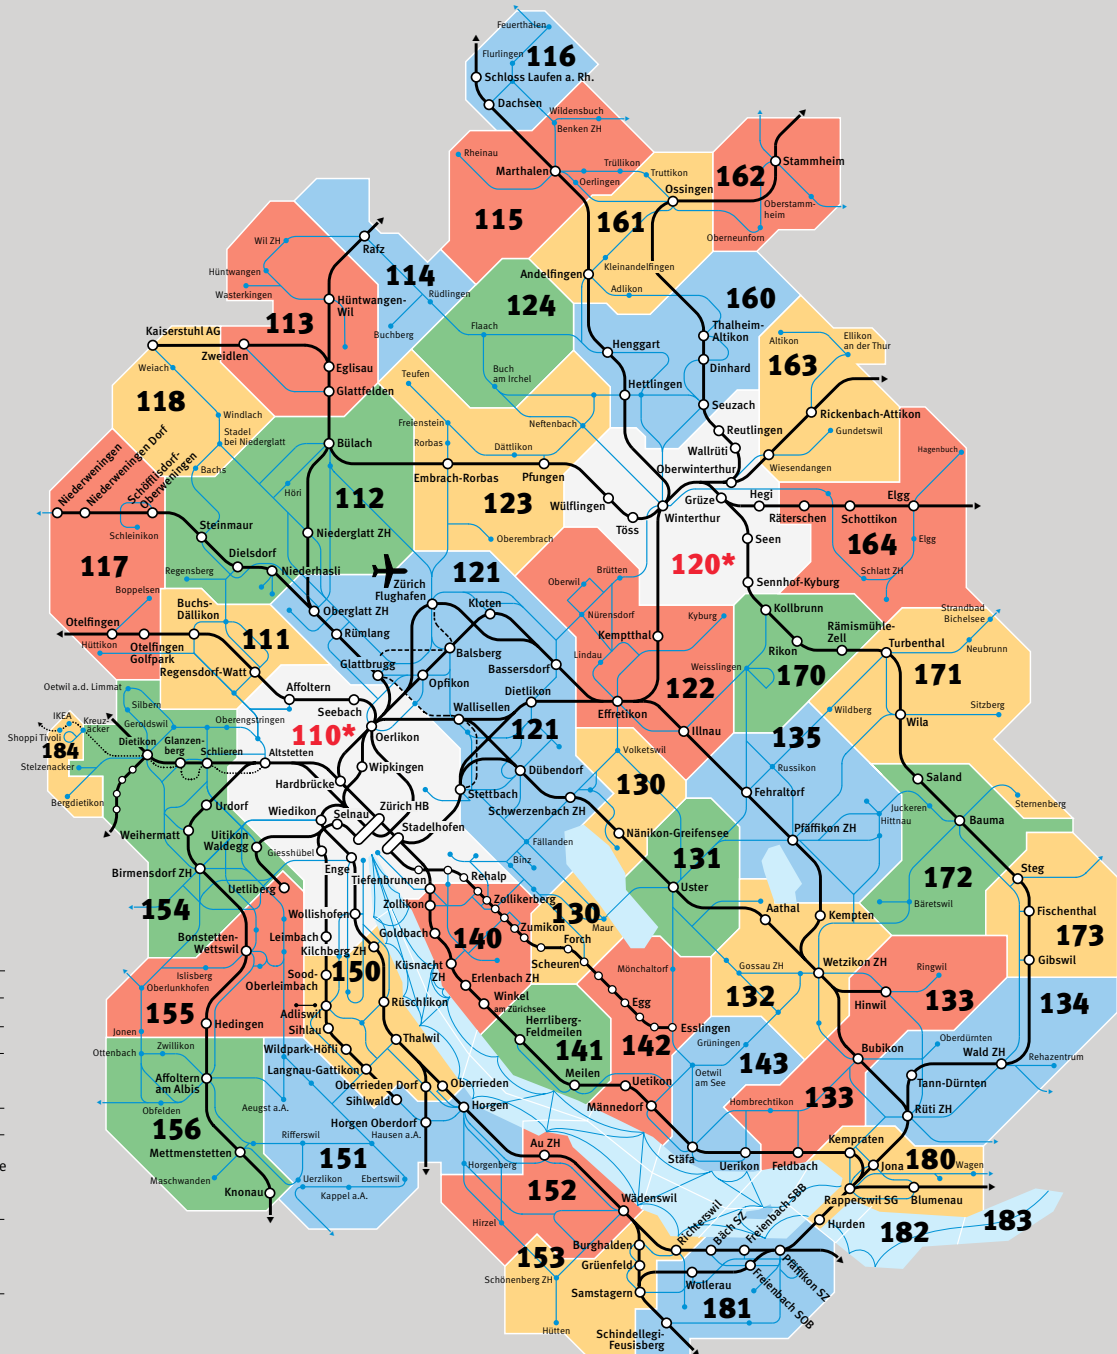 Feuerthalen
Flurlingen
116
Schloss Laufen a. Rh.
Dachsen
Wildensbuch
Benken ZH
Rheinau
Marthalen
Trüllikon
Truttikon
Oerlingen
162
Stammheim
Ossingen
Oberstamm-
heim
115
161
Oberneunforn
Wil ZH
Rafz
Kleinandelfingen
Hüntwangen
114
Andelfingen
Adlikon
Wasterkingen
Rüdlingen
124
160
Hüntwangen-
Wil
113
Buchberg
Flaach
Thalheim-
Altikon
Altikon
Ellikon
an der Thur
Kaiserstuhl AG
Zweidlen
Henggart
Weiach
Eglisau
Teufen
Buch
am Irchel
Dinhard
163
Glattfelden
Hettlingen
118
Windlach
Freienstein
Neftenbach
Seuzach
Rickenbach-Attikon
Stadel
bei Niederglatt
Rorbas
Reutlingen
Gundetswil
Bülach
Dättlikon
Wallrüti
Hagenbuch
Niederweningen
Niederweningen Dorf
Schöfflisdorf-
Oberweningen
Bachs
Embrach-Rorbas
Pfungen
Oberwinterthur
Wiesendangen
Höri
112
123
Wülflingen
Grüze
Hegi
Elgg
Töss
Winterthur
Räterschen
Schottikon
Steinmaur
Schleinikon
Niederglatt ZH
Oberembrach
Seen
164
Elgg
117
Dielsdorf
Regensberg
Niederhasli
Zürich
Flughafen
121
Brütten
120*
Schlatt ZH
Oberwil
Sennhof-Kyburg
Boppelsen
Buchs-
Dällikon
Oberglatt ZH
Kloten
Nürensdorf
Kyburg
Kollbrunn
Strandbad
Bichelsee
Otelfingen
Rümlang
Kemptthal
Rämismühle-
Zell
Neubrunn
Hüttikon
Otelfingen
Golfpark
111
Balsberg
Rikon
Turbenthal
Glattbrugg
Bassersdorf
Lindau
Weisslingen
Regensdorf-Watt
Opfikon
170
171
Oetwil a.d. Limmat
Affoltern
Dietlikon
122
Silbern
Seebach
Effretikon
Wildberg
Sitzberg
IKEA
Kreuz-
äcker
Geroldswil
Oberengstringen
Wallisellen
121
Wila
Shoppi Tivoli
110*
Oerlikon
Illnau
135
184
Dietikon
Glanzen-
berg
Schlieren
Altstetten
Volketswil
Stelzenacker
Wipkingen
Dübendorf
Russikon
130
Saland
Bergdietikon
Hardbrücke
Stettbach
Fehraltorf
Sternenberg
Urdorf
Wiedikon
Selnau
Zürich HB
Schwerzenbach ZH
Juckeren
Hittnau
Bauma
Weihermatt
Uitikon
Waldegg
Stadelhofen
Nänikon-Greifensee
Pfäffikon ZH
Giesshübel
Fällanden
131
Birmensdorf ZH
Enge
Binz
Steg
Tiefenbrunnen
Rehalp
Uster
172
Uetliberg
Zollikerberg
154
Wollishofen
Zollikon
130
Aathal
Kempten
Bäretswil
Fischenthal
Leimbach
Goldbach
140
Zumikon
Maur
173
Bonstetten-
Wettswil
Kilchberg ZH
Forch
Wetzikon ZH
Gibswil
Islisberg
Sood-
Oberleimbach
150
Küsnacht
ZH
Scheuren
Mönchaltorf
Gossau ZH
Ringwil
Oberlunkhofen
Erlenbach ZH
132
133
Hinwil
134
155
Adliswil
Rüschlikon
Winkel
am Zürichsee
Egg
Jonen
Hedingen
Sihlau
Herrliberg-
Feldmeilen
Esslingen
Zwillikon
Wildpark-Höfli
Thalwil
141
142
Grüningen
143
Bubikon
Oberdürnten
Wald ZH
Rehazentrum
Ottenbach
Langnau-Gattikon
Meilen
Oetwil
am See
Affoltern
am Albis
Oberrieden Dorf
Oberrieden
Uetikon
Tann-Dürnten
Sihlwald
Hombrechtikon
133
Obfelden
Aeugst a.A.
Horgen
Männedorf
Rüti ZH
156
Horgen Oberdorf
Hausen a.A.
Rifferswil
Kempraten
Mettmenstetten
151
Au ZH
Stäfa
Uerikon
Feldbach
180
Jona
Wagen
Maschwanden
Uerzlikon
Ebertswil
Horgenberg
152
Knonau
Kappel a.A.
Wädenswil
Rapperswil SG
Blumenau
Hirzel
Richterswil
Bäch SZ
Freienbach SBB
Hurden
182
183
153
Burghalden
Grüenfeld
Schönenberg ZH
Samstagern
Wollerau
Pfäffikon SZ
Freienbach SOB
181
Hütten
Schindellegi-
Feusisberg
e